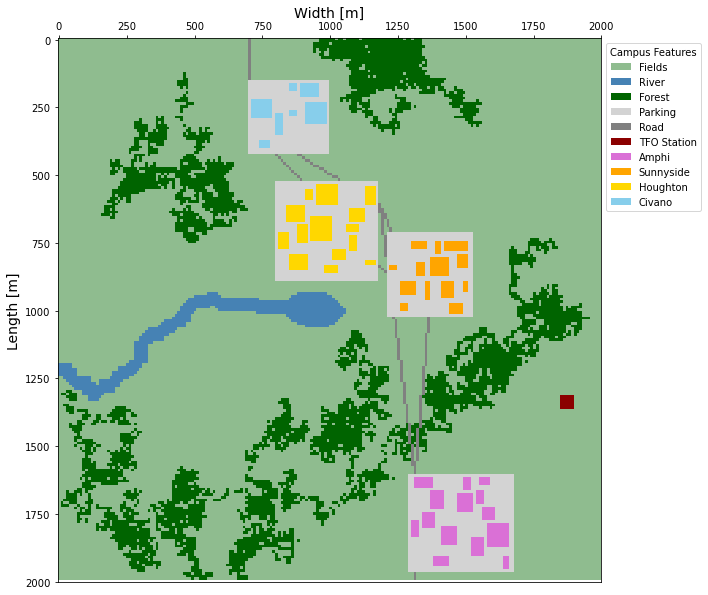 Width [m]
0 250 500 750 1000 1250 1500 1750 2000
Length [m]
0
250
500
750
1000
1250
1500
1750
2000
Campus Features
Fields
River
Forest
Parking
Road
TFO Station
Amphi
Sunnyside
Houghton
Civano